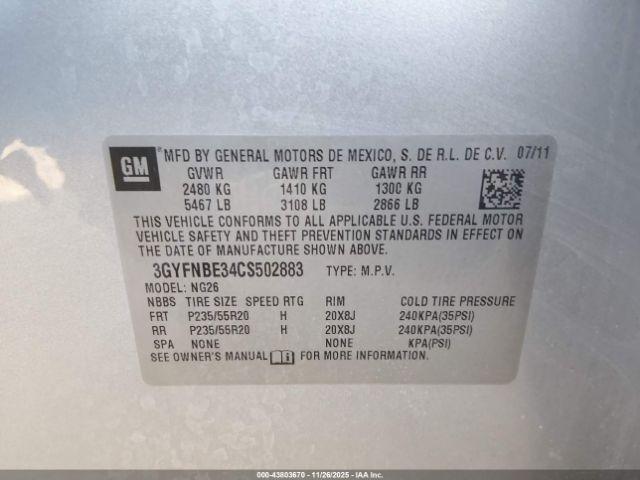 GM
MFD BY GENERAL MOTORS DE MEXICO, S. DE R.L. DE C.V. 07/11
GVWR GAWR FRT GAWR RR
2480 KG 1410 KG 1300 KG
5467 LB 3108 LB 2866 LB
THIS VEHICLE CONFORMS TO ALL APPLICABLE U.S. FEDERAL MOTOR
VEHICLE SAFETY AND THEFT PREVENTION STANDARDS IN EFFECT ON
THE DATE OF MANUFACTURE SHOWN ABOVE.
3GYFNBE34CS502883 TYPE: M.P.V.
MODEL: NG26
NBBS TIRE SIZE SPEED RTG RIM COLD TIRE PRESSURE
FRT P235/55R20 H 20X8J 240KPA(35PSI)
RR P235/55R20 H 20X8J 240KPA(35PSI)
SPA NONE NONE KPA(PSI)
SEE OWNER'S MANUAL FOR MORE INFORMATION.
000-43803670 - 11/26/2025 - IAA, Inc.